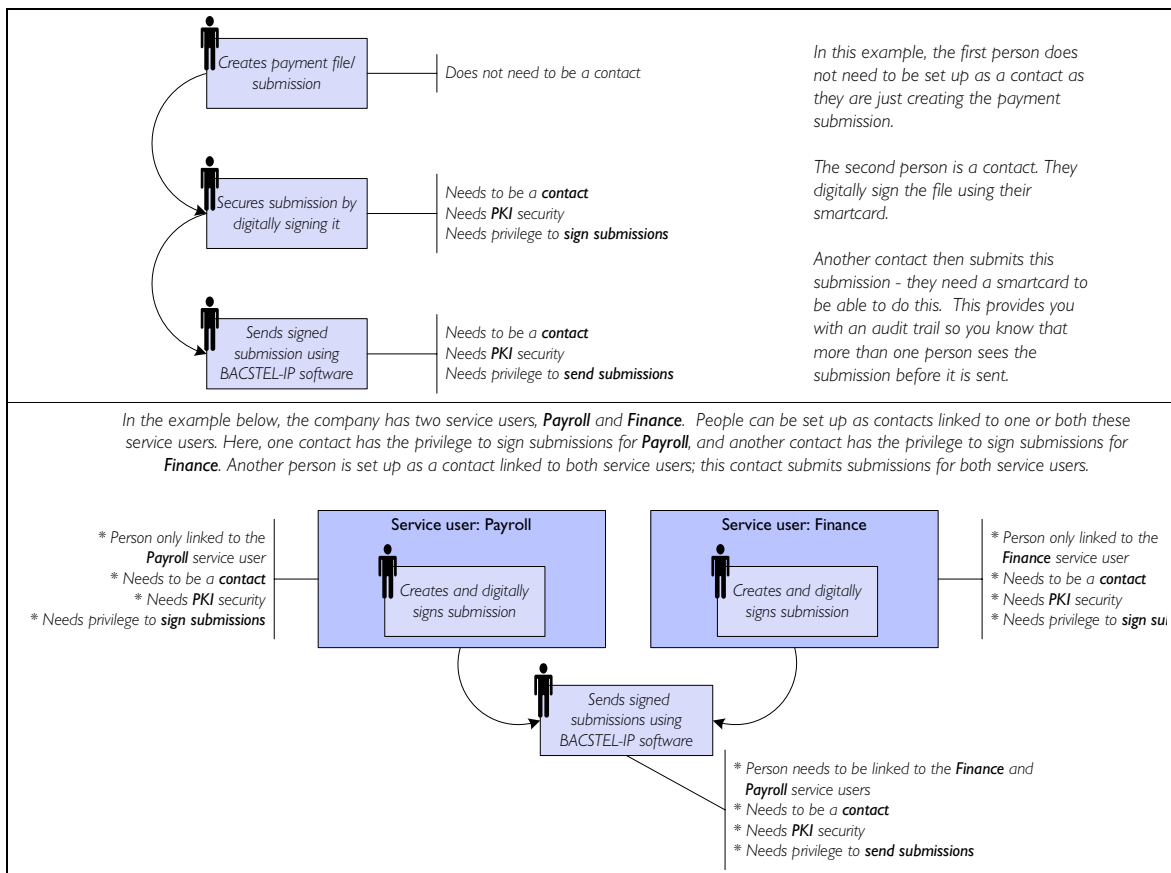 Creates payment file/
submission
Does not need to be a contact
In this example, the first person does
not need to be set up as a contact as
they are just creating the payment
submission.
Secures submission by
digitally signing it
Needs to be a contact
Needs PKI security
Needs privilege to sign submissions
The second person is a contact. They
digitally sign the file using their
smartcard.
Sends signed
submission using
BACSTEL-IP software
Needs to be a contact
Needs PKI security
Needs privilege to send submissions
Another contact then submits this
submission - they need a smartcard to
be able to do this. This provides you
with an audit trail so you know that
more than one person sees the
submission before it is sent.
In the example below, the company has two service users, Payroll and Finance. People can be set up as contacts linked to one or both these
service users. Here, one contact has the privilege to sign submissions for Payroll, and another contact has the privilege to sign submissions for
Finance. Another person is set up as a contact linked to both service users; this contact submits submissions for both service users.
* Person only linked to the
Payroll service user
* Needs to be a contact
* Needs PKI security
* Needs privilege to sign submissions
Service user: Payroll
Creates and digitally
signs submission
Service user: Finance
Creates and digitally
signs submission
* Person only linked to the
Finance service user
* Needs to be a contact
* Needs PKI security
* Needs privilege to sign
Sends signed
submissions using
BACSTEL-IP software
* Person needs to be linked to the Finance and
Payroll service users
* Needs to be a contact
* Needs PKI security
* Needs privilege to send submissions